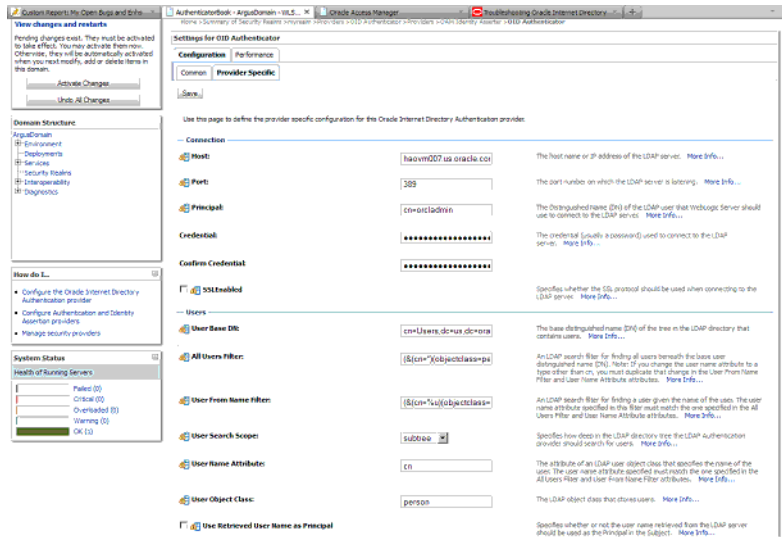 Custom Report: My Open Bugs and Enho
AuthenticatorBook - ArgusDomain - WLS...
Oracle Access Manager
Troubleshooting Oracle Internet Directory
View changes and restarts
Pending changes exist. They must be activated
to take effect. You may activate them now.
Otherwise, they will be automatically activated
when you next modify, add or delete items in
this domain.
Activate Changes
Undo All Changes
Domain Structure
ArgusDomain
Environment
Deployments
Services
Security Realms
Interoperability
Diagnostics
How do I...
Configure the Oracle Internet Directory
Authentication provider
Configure Authentication and Identity
Assertion providers
Manage security providers
System Status
Health of Running Servers
Failed (0)
Critical (0)
Overloaded (0)
Warning (0)
OK (1)
Home >Summary of Security Realms >myrealm >Providers >OID Authenticator >Providers >OAM Identity Asserter >OID Authenticator
Settings for OID Authenticator
Configuration Performance
Common Provider Specific
Save
Use this page to define the provider specific configuration for this Oracle Internet Directory Authentication provider.
Connection
Host: haovm007.us.oracle.cor The host name or IP address of the LDAP server. More Info...
Port: 389 The port number on which the LDAP server is listening. More Info...
Principal: cn=orcladmin The Distinguished Name (DN) of the LDAP user that WebLogic Server should
use to connect to the LDAP server. More Info...
Credential: The credential (usually a password) used to connect to the LDAP
server. More Info...
Confirm Credential:
SSLEnabled Specifies whether the SSL protocol should be used when connecting to the
LDAP server. More Info...
Users
User Base DN: cn=Users,dc=us,dc=ora The base distinguished name (DN) of the tree in the LDAP directory that
contains users. More Info...
All Users Filter: (&(cn=*)(objectclass=pe An LDAP search filter for finding all users beneath the base user
distinguished name (DN). Note: If you change the user name attribute to a
type other than cn, you must duplicate that change in the User From Name
Filter and User Name Attribute attributes. More Info...
User From Name Filter: (&(cn=%u)(objectclass= An LDAP search filter for finding a user given the name of the user. The user
name attribute specified in this filter must match the one specified in the All
Users Filter and User Name Attribute attributes. More Info...
User Search Scope: subtree Specifies how deep in the LDAP directory tree the LDAP Authentication
provider should search for users. More Info...
User Name Attribute: cn The attribute of an LDAP user object class that specifies the name of the
user. The user name attribute specified must match the one specified in the
All Users Filter and User From Name Filter attributes. More Info...
User Object Class: person The LDAP object class that stores users. More Info...
Use Retrieved User Name as Principal Specifies whether or not the user name retrieved from the LDAP server
should be used as the Principal in the Subject. More Info...